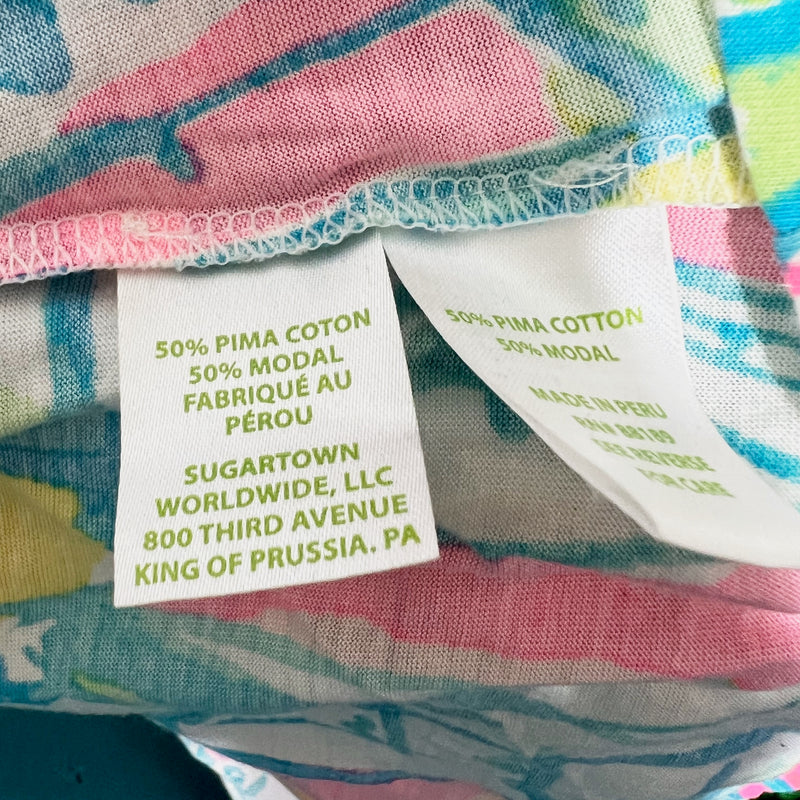 50% PIMA COTON
50% MODAL
FABRIQUÉ AU
PÉROU
SUGARTOWN
WORLDWIDE, LLC
800 THIRD AVENUE
KING OF PRUSSIA. PA
50% PIMA COTTON
50% MODAL
MADE IN PERU
RN# 89189
SEE REVERSE
FOR CARE